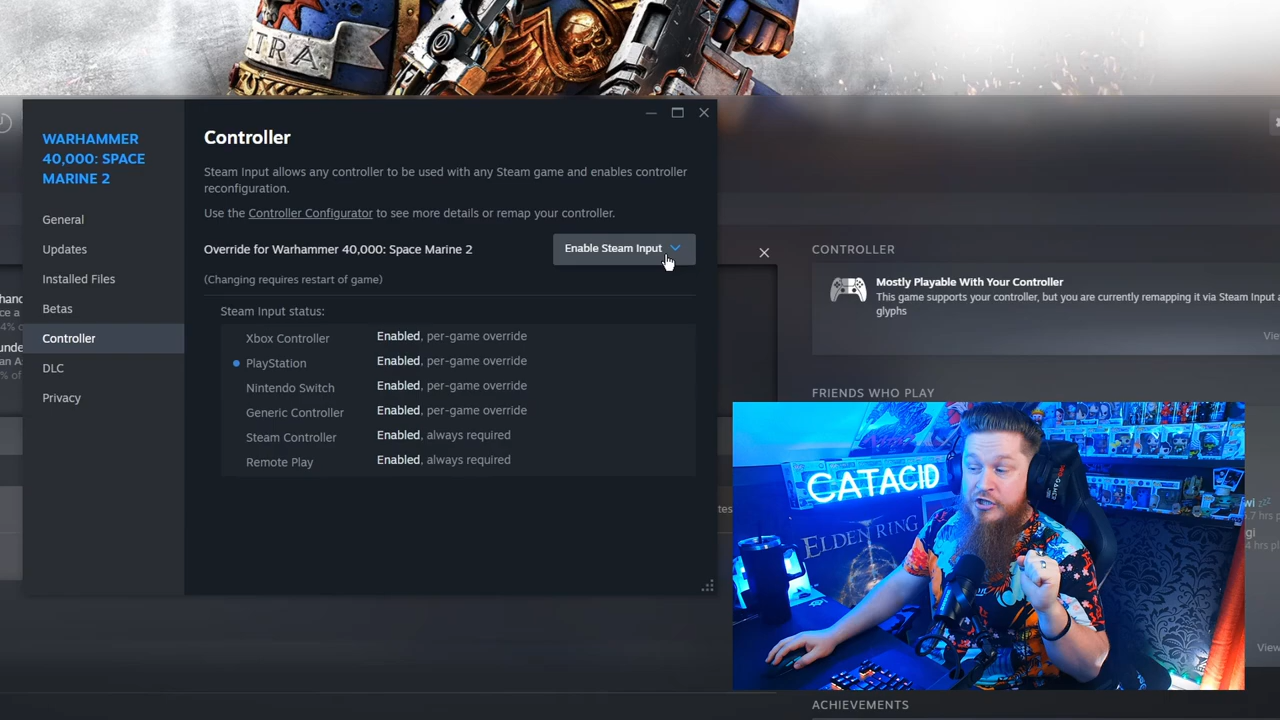 LTRA
WARHAMMER
40,000: SPACE
MARINE 2
General
Updates
Installed Files
Betas
Controller
DLC
Privacy
Controller
Steam Input allows any controller to be used with any Steam game and enables controller
reconfiguration.
Use the Controller Configurator to see more details or remap your controller.
Override for Warhammer 40,000: Space Marine 2
Enable Steam Input
(Changing requires restart of game)
Steam Input status:
Xbox Controller Enabled, per-game override
PlayStation Enabled, per-game override
Nintendo Switch Enabled, per-game override
Generic Controller Enabled, per-game override
Steam Controller Enabled, always required
Remote Play Enabled, always required
CONTROLLER
Mostly Playable With Your Controller
This game supports your controller, but you are currently remapping it via Steam Input a
glyphs
FRIENDS WHO PLAY
CATACID
ELDEN RING
ACHIEVEMENTS